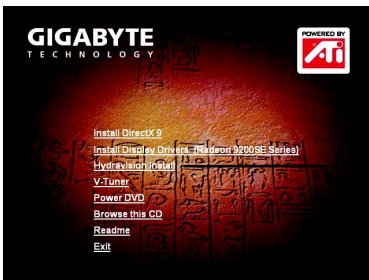 GIGABYTE
TECHNOLOGY
POWERED BY
ATi
Install DirectX 9
Install Display Drivers (Radeon 9200SE Series)
Hydravision Install
V-Tuner
Power DVD
Browse this CD
Readme
Exit